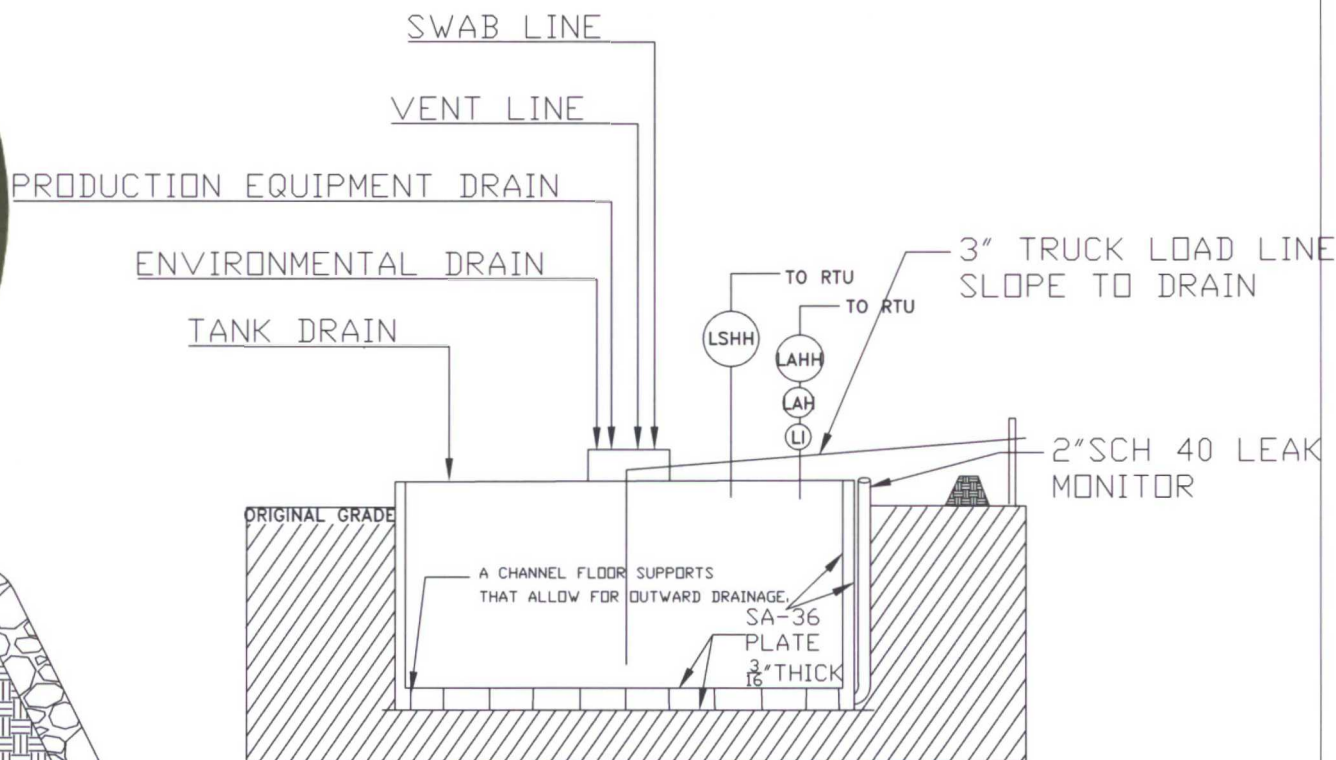 SWAB LINE
VENT LINE
PRODUCTION EQUIPMENT DRAIN
ENVIRONMENTAL DRAIN
TANK DRAIN
3" TRUCK LOAD LINE
SLOPE TO DRAIN
TO RTU
TO RTU
LSHH
LAHH
LAH
LI
2"SCH 40 LEAK
MONITOR
ORIGINAL GRADE
A CHANNEL FLOOR SUPPORTS
THAT ALLOW FOR OUTWARD DRAINAGE.
SA-36
PLATE
3/16"THICK